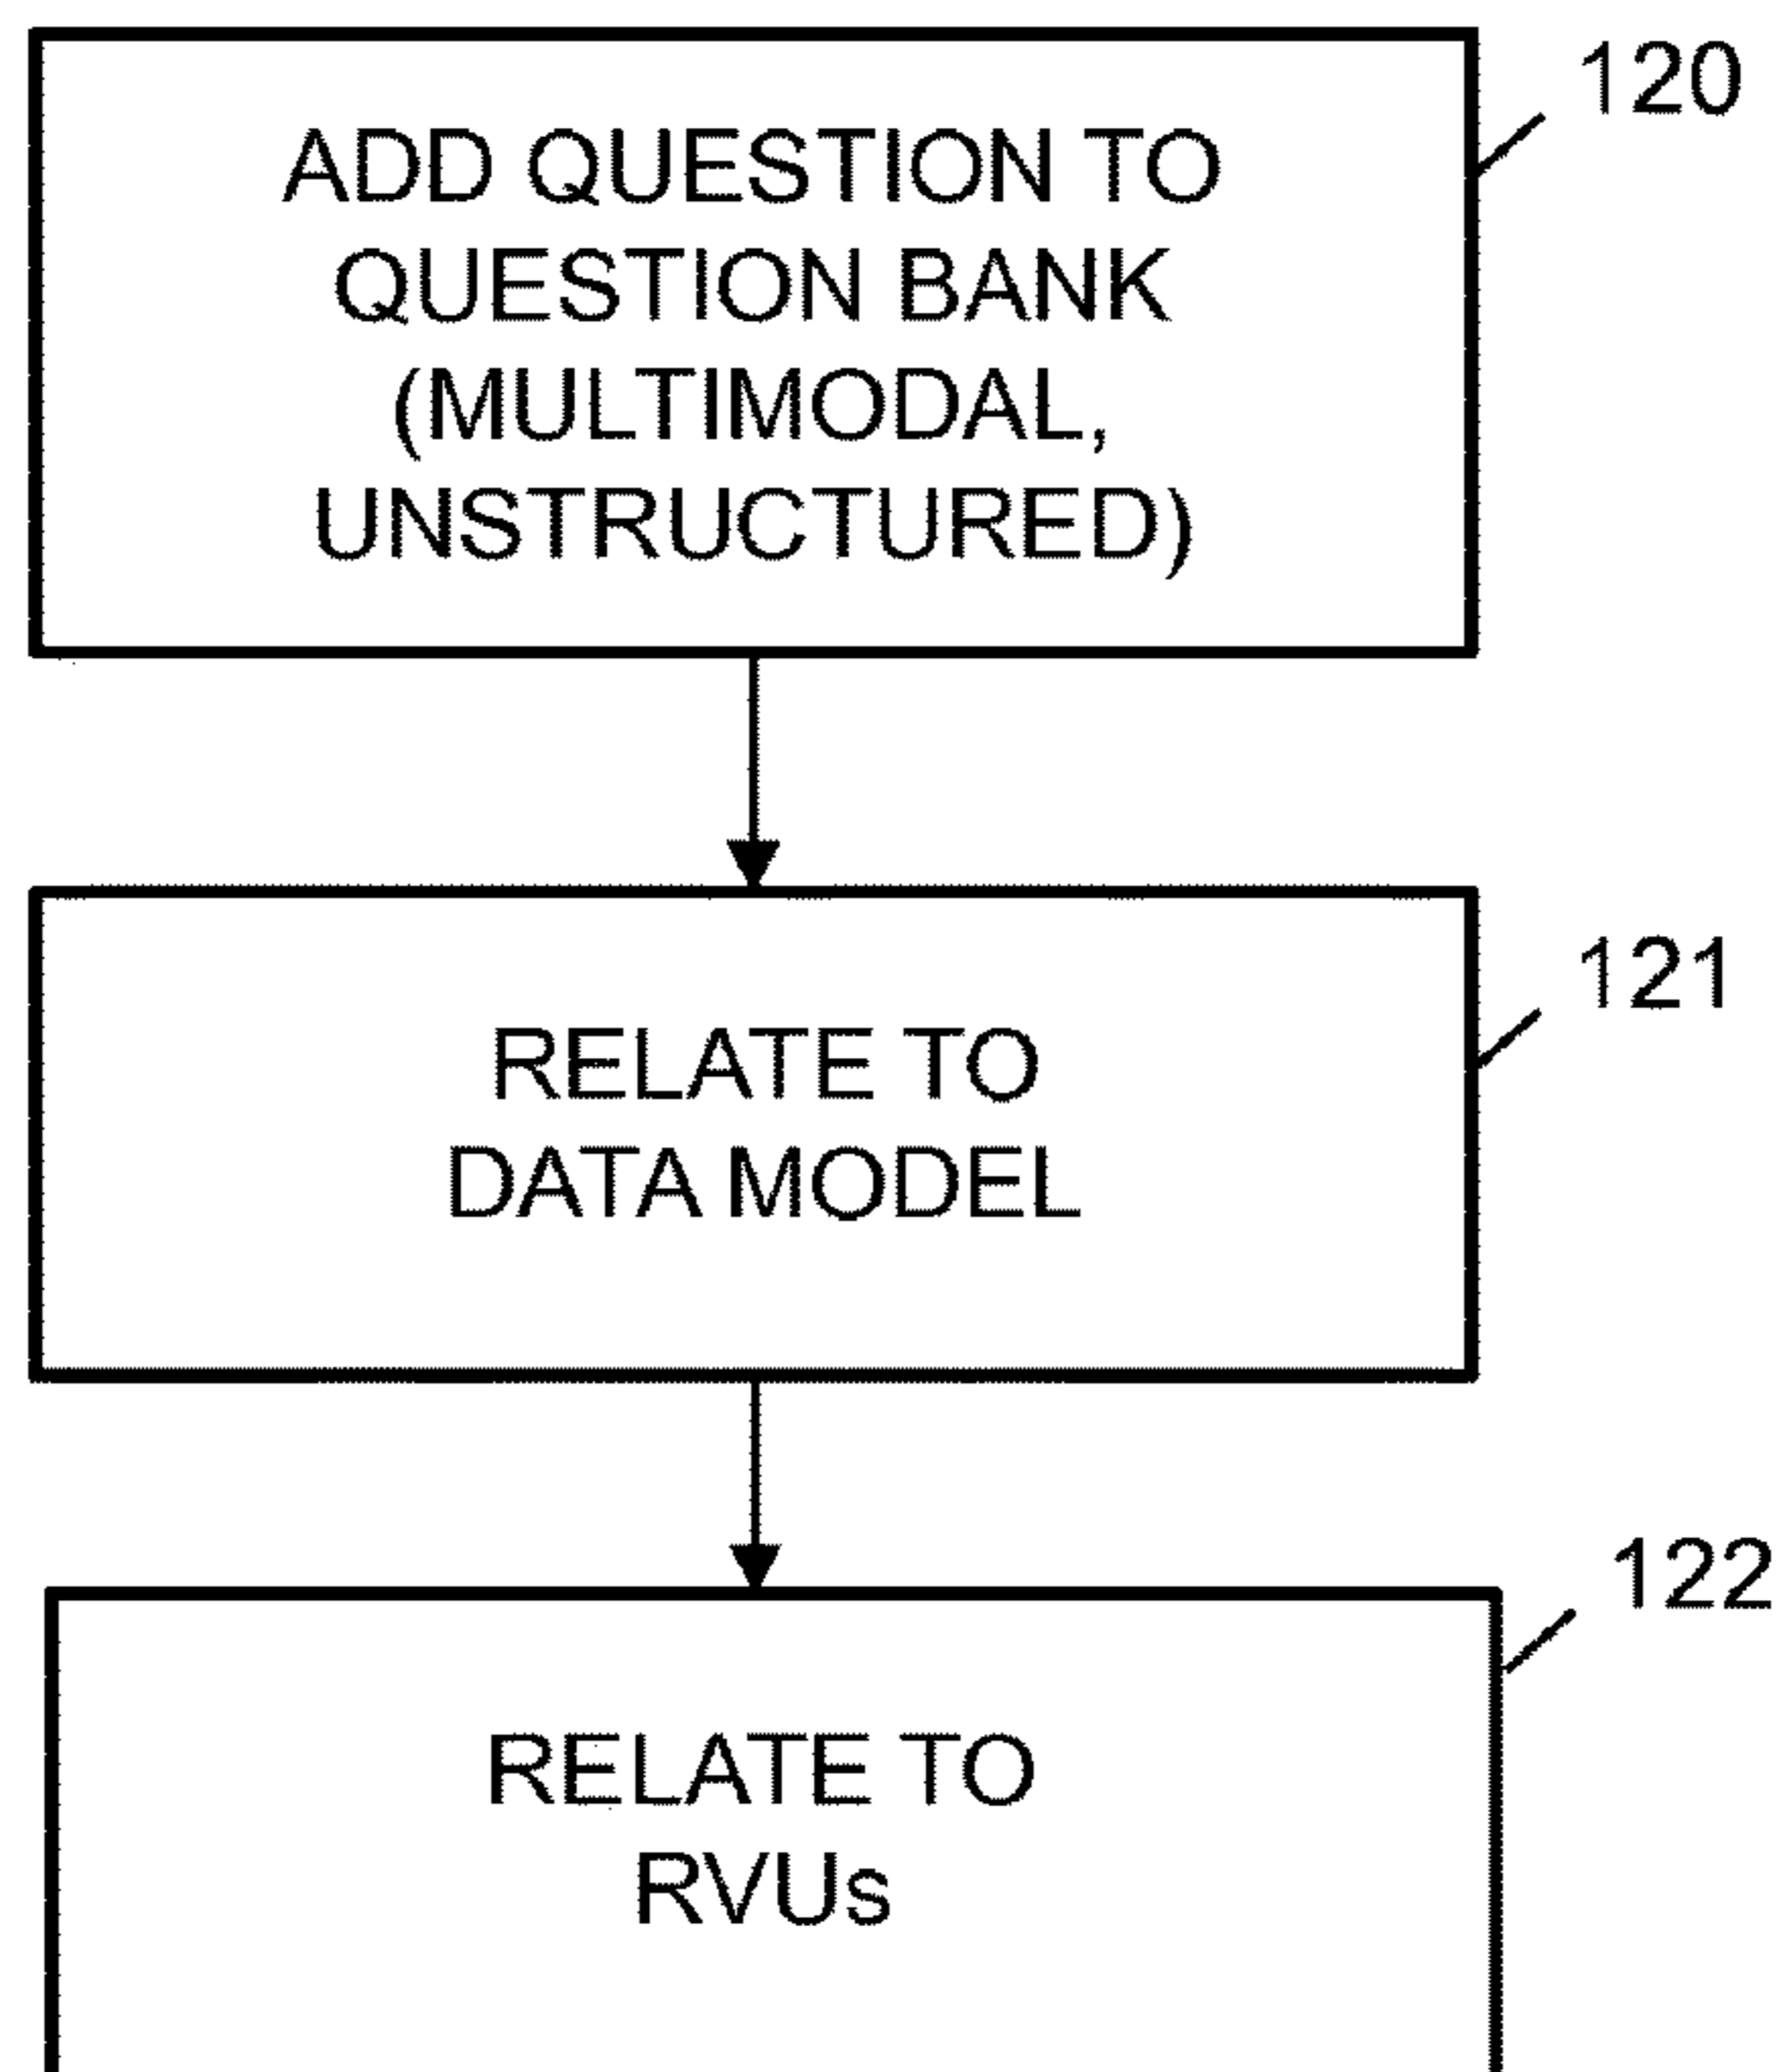 120
ADD QUESTION TO
QUESTION BANK
(MULTIMODAL,
UNSTRUCTURED)
121
RELATE TO
DATA MODEL
122
RELATE TO
RVUs